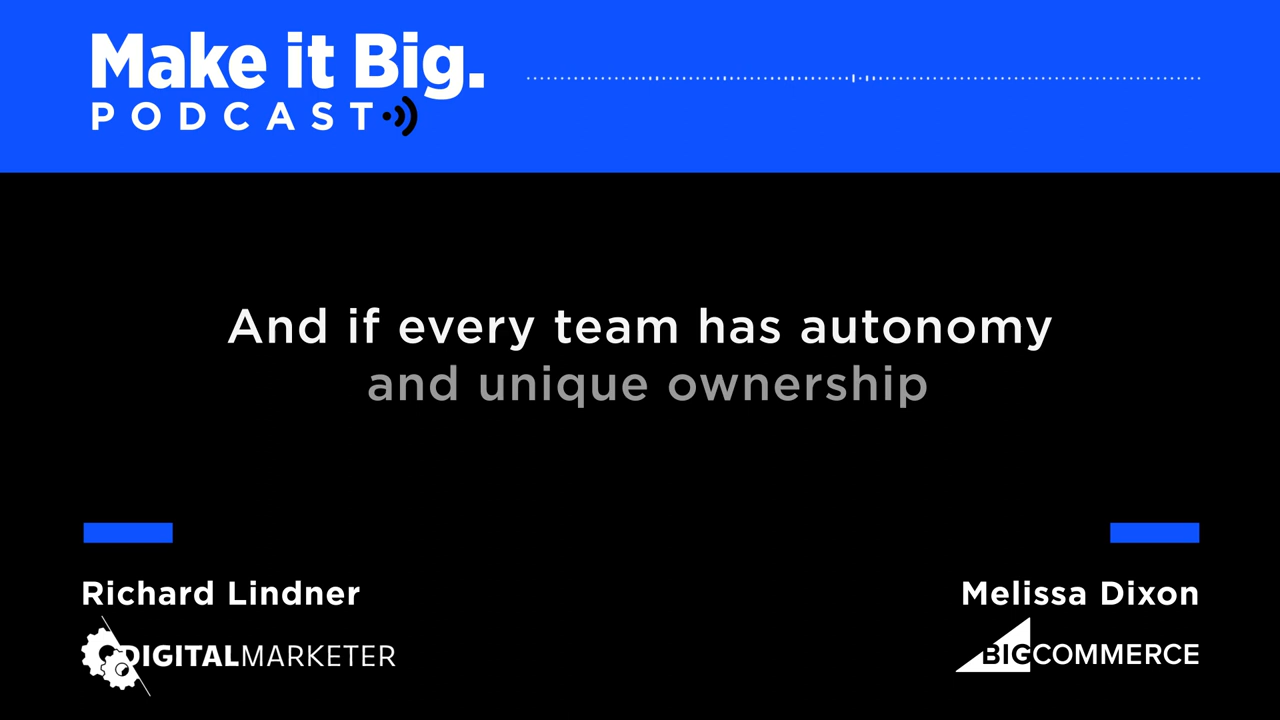 Make it Big.
PODCAST
And if every team has autonomy
and unique ownership
Richard Lindner
Melissa Dixon
DIGITALMARKETER
BIGCOMMERCE